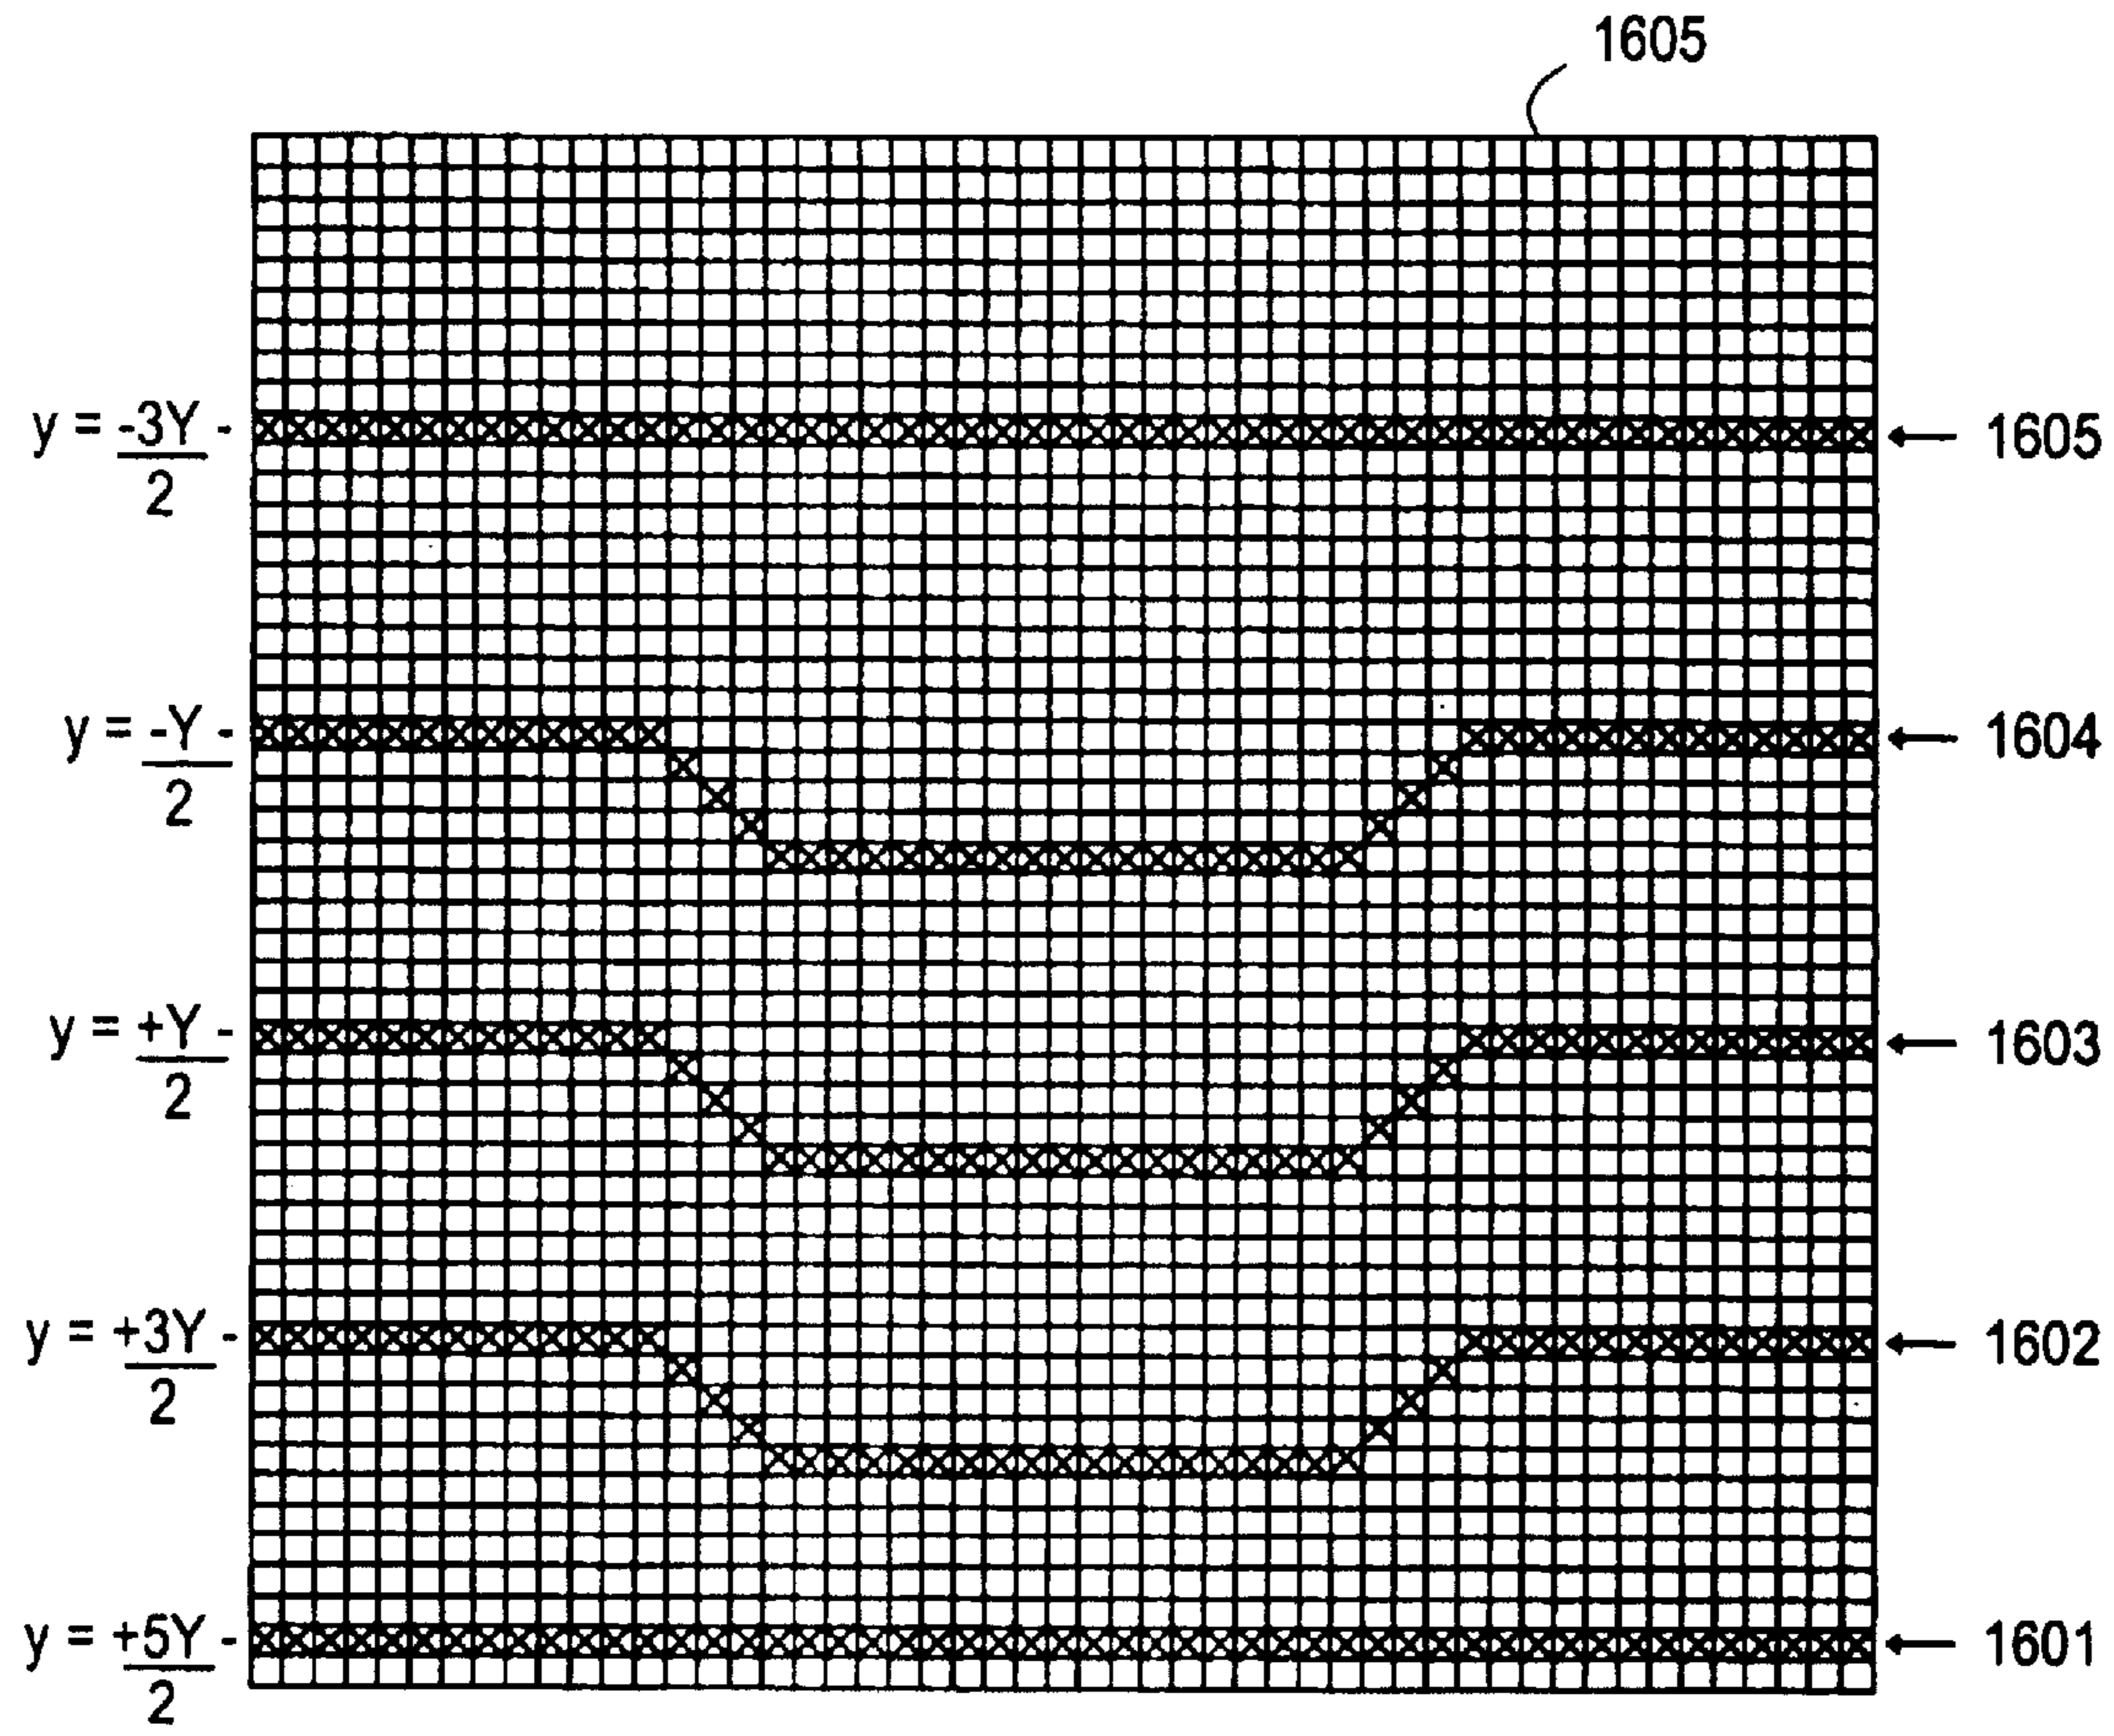 1605
y = -3Y -
2
1605
y = -Y -
2
1604
y = +Y -
2
1603
y = +3Y -
2
1602
y = +5Y -
2
1601